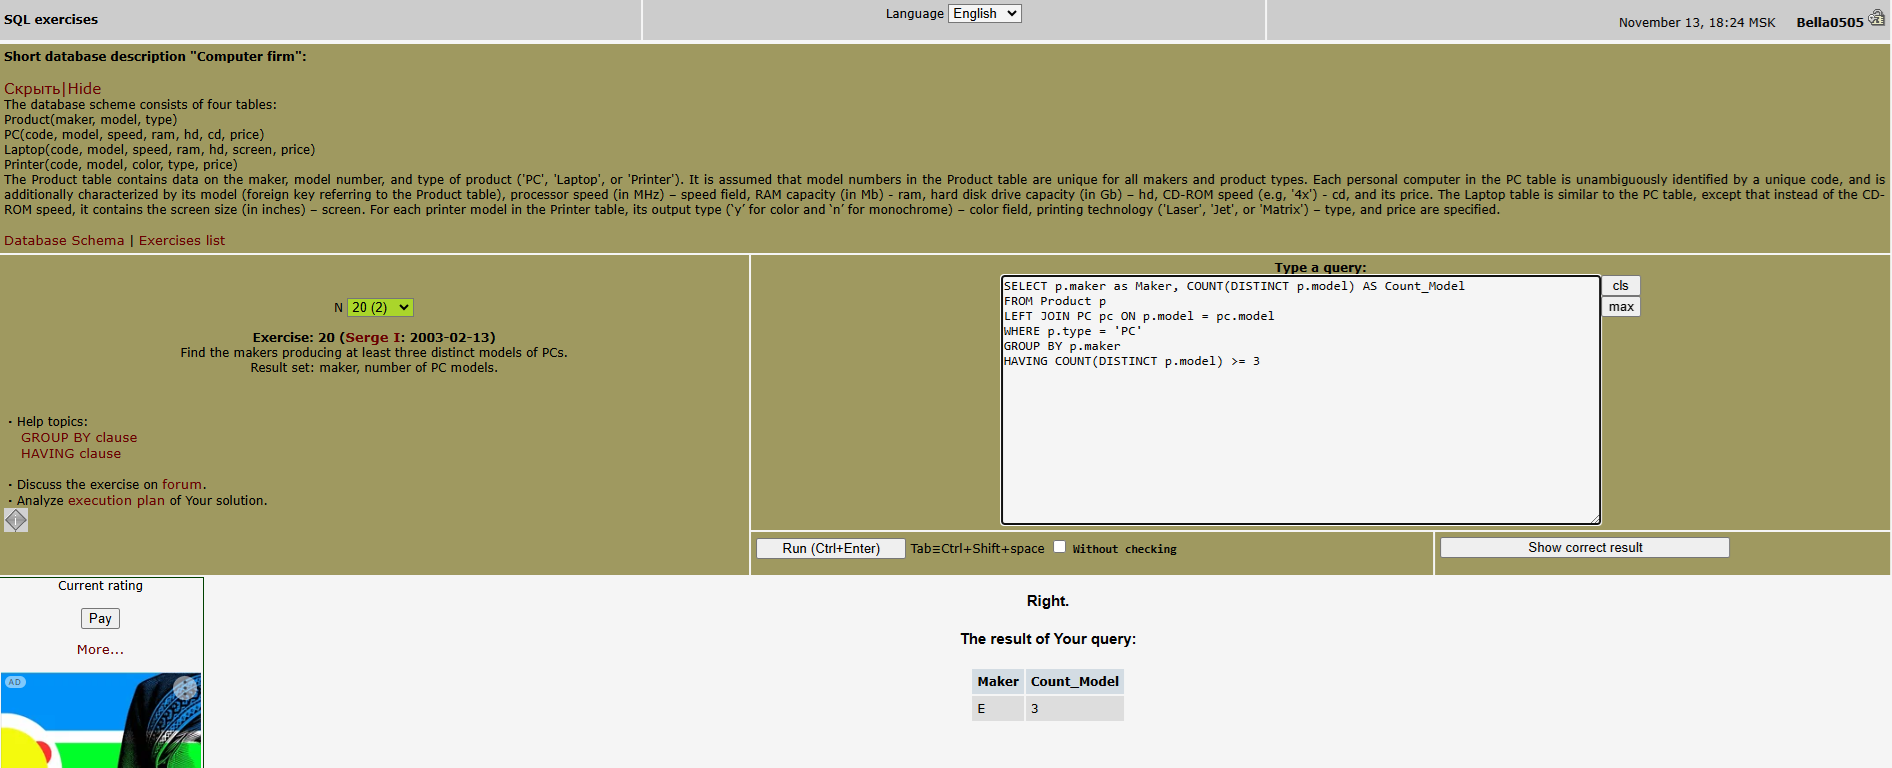 SQL exercises
Language English
November 13, 18:24 MSK Bella0505
Short database description "Computer firm":
Скрыть|Hide
The database scheme consists of four tables:
Product(maker, model, type)
PC(code, model, speed, ram, hd, cd, price)
Laptop(code, model, speed, ram, hd, screen, price)
Printer(code, model, color, type, price)
The Product table contains data on the maker, model number, and type of product ('PC', 'Laptop', or 'Printer'). It is assumed that model numbers in the Product table are unique for all makers and product types. Each personal computer in the PC table is unambiguously identified by a unique code, and is
additionally characterized by its model (foreign key referring to the Product table), processor speed (in MHz) – speed field, RAM capacity (in Mb) - ram, hard disk drive capacity (in Gb) – hd, CD-ROM speed (e.g, '4x') - cd, and its price. The Laptop table is similar to the PC table, except that instead of the CD-
ROM speed, it contains the screen size (in inches) – screen. For each printer model in the Printer table, its output type (‘y’ for color and ‘n’ for monochrome) – color field, printing technology ('Laser', 'Jet', or 'Matrix') – type, and price are specified.
Database Schema | Exercises list
N 20 (2)
Exercise: 20 (Serge I: 2003-02-13)
Find the makers producing at least three distinct models of PCs.
Result set: maker, number of PC models.
· Help topics:
GROUP BY clause
HAVING clause
· Discuss the exercise on forum.
· Analyze execution plan of Your solution.
Type a query:
SELECT p.maker as Maker, COUNT(DISTINCT p.model) AS Count_Model
FROM Product p
LEFT JOIN PC pc ON p.model = pc.model
WHERE p.type = 'PC'
GROUP BY p.maker
HAVING COUNT(DISTINCT p.model) >= 3
cls
max
Run (Ctrl+Enter) Tab≡Ctrl+Shift+space Without checking
Show correct result
Current rating
Pay
More...
AD
Right.
The result of Your query:
Maker Count_Model
E 3